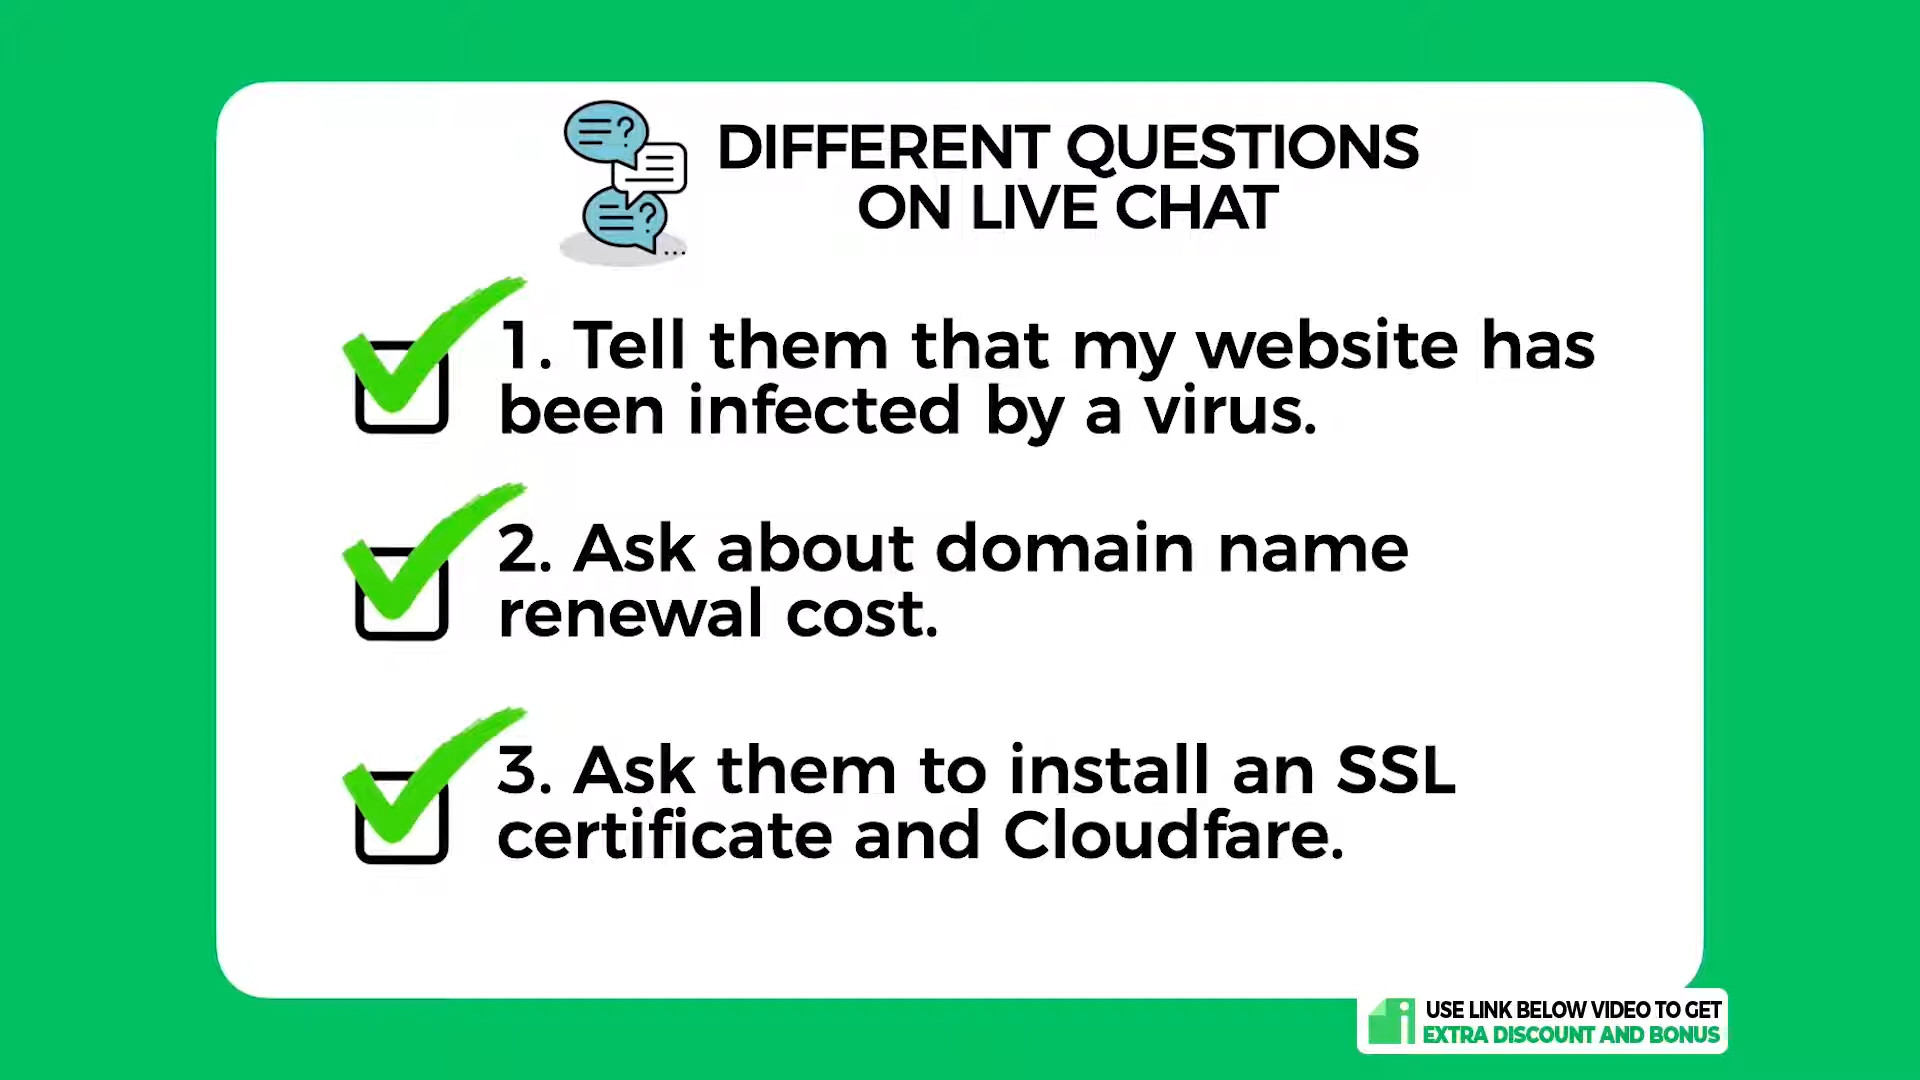 DIFFERENT QUESTIONS
ON LIVE CHAT
1. Tell them that my website has
been infected by a virus.
2. Ask about domain name
renewal cost.
3. Ask them to install an SSL
certificate and Cloudfare.
USE LINK BELOW VIDEO TO GET
EXTRA DISCOUNT AND BONUS